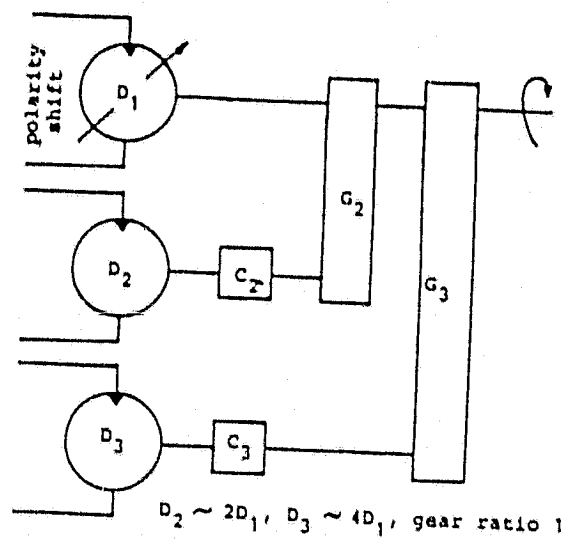 polarity
shift
D1
G2
D2
C2
G3
D3
C3
D2 ~ 2D1, D3 ~ 4D1, gear ratio 1